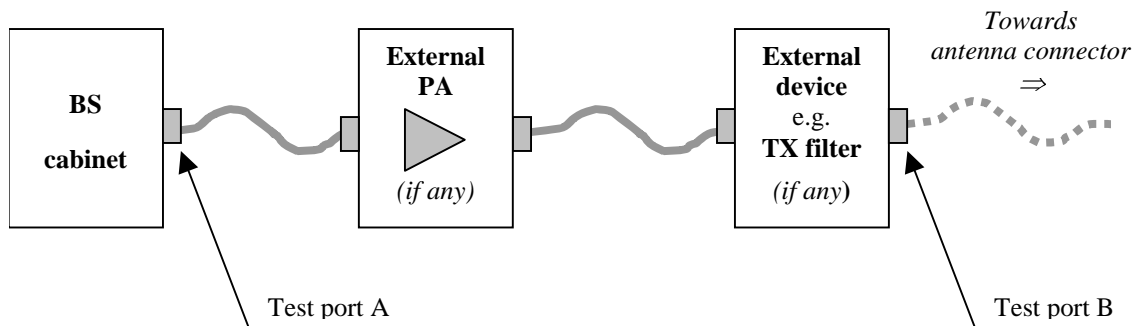 BS
cabinet
External
PA
(if any)
External
device
e.g.
TX filter
(if any)
Towards
antenna connector
⇒
Test port A
Test port B